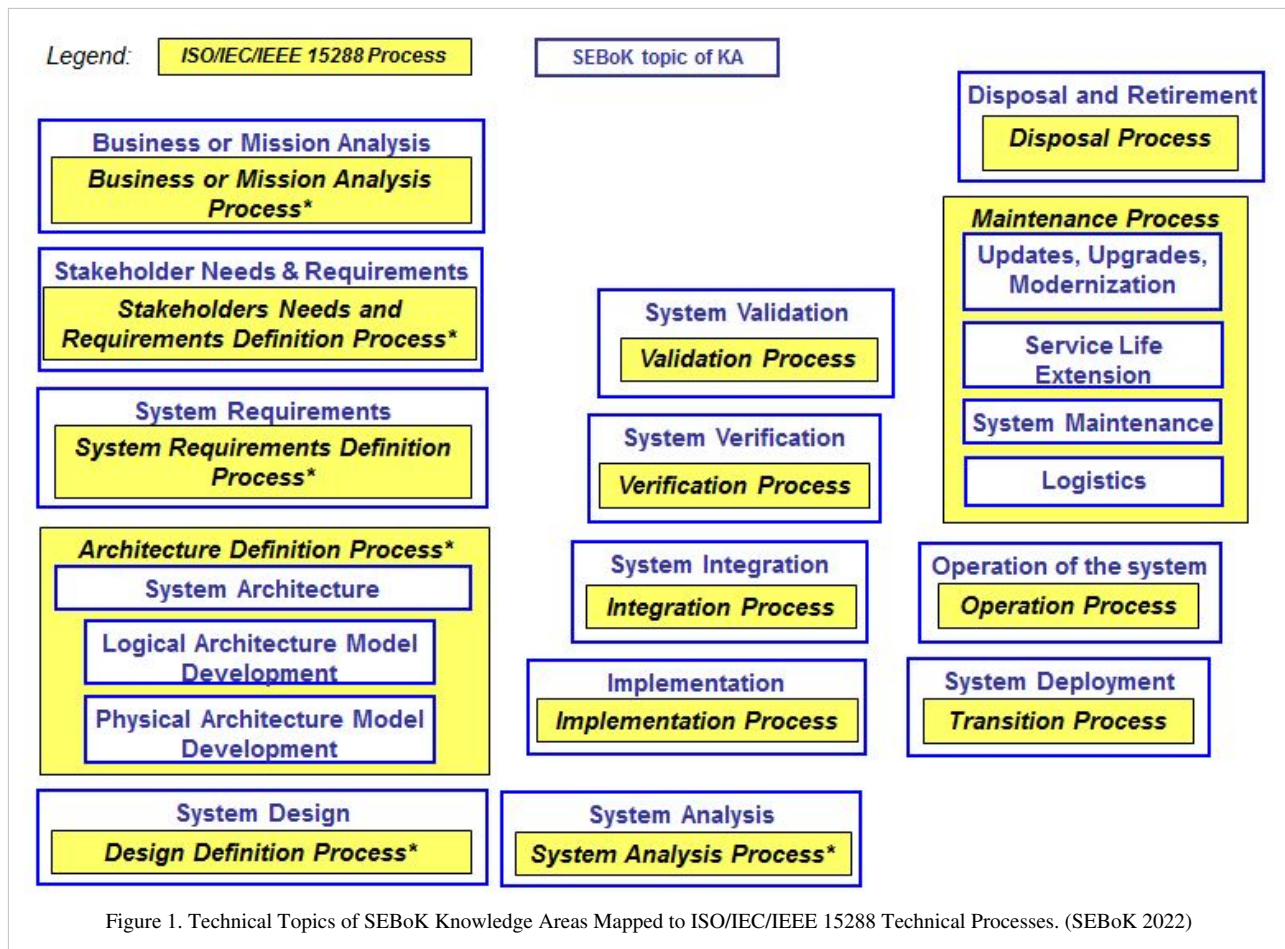 Legend:
ISO/IEC/IEEE 15288 Process
SEBoK topic of KA
Business or Mission Analysis
Business or Mission Analysis
Process*
Stakeholder Needs & Requirements
Stakeholders Needs and
Requirements Definition Process*
System Requirements
System Requirements Definition
Process*
Architecture Definition Process*
System Architecture
Logical Architecture Model
Development
Physical Architecture Model
Development
System Design
Design Definition Process*
System Validation
Validation Process
System Verification
Verification Process
System Integration
Integration Process
Implementation
Implementation Process
System Analysis
System Analysis Process*
Disposal and Retirement
Disposal Process
Maintenance Process
Updates, Upgrades,
Modernization
Service Life
Extension
System Maintenance
Logistics
Operation of the system
Operation Process
System Deployment
Transition Process
Figure 1. Technical Topics of SEBoK Knowledge Areas Mapped to ISO/IEC/IEEE 15288 Technical Processes. (SEBoK 2022)